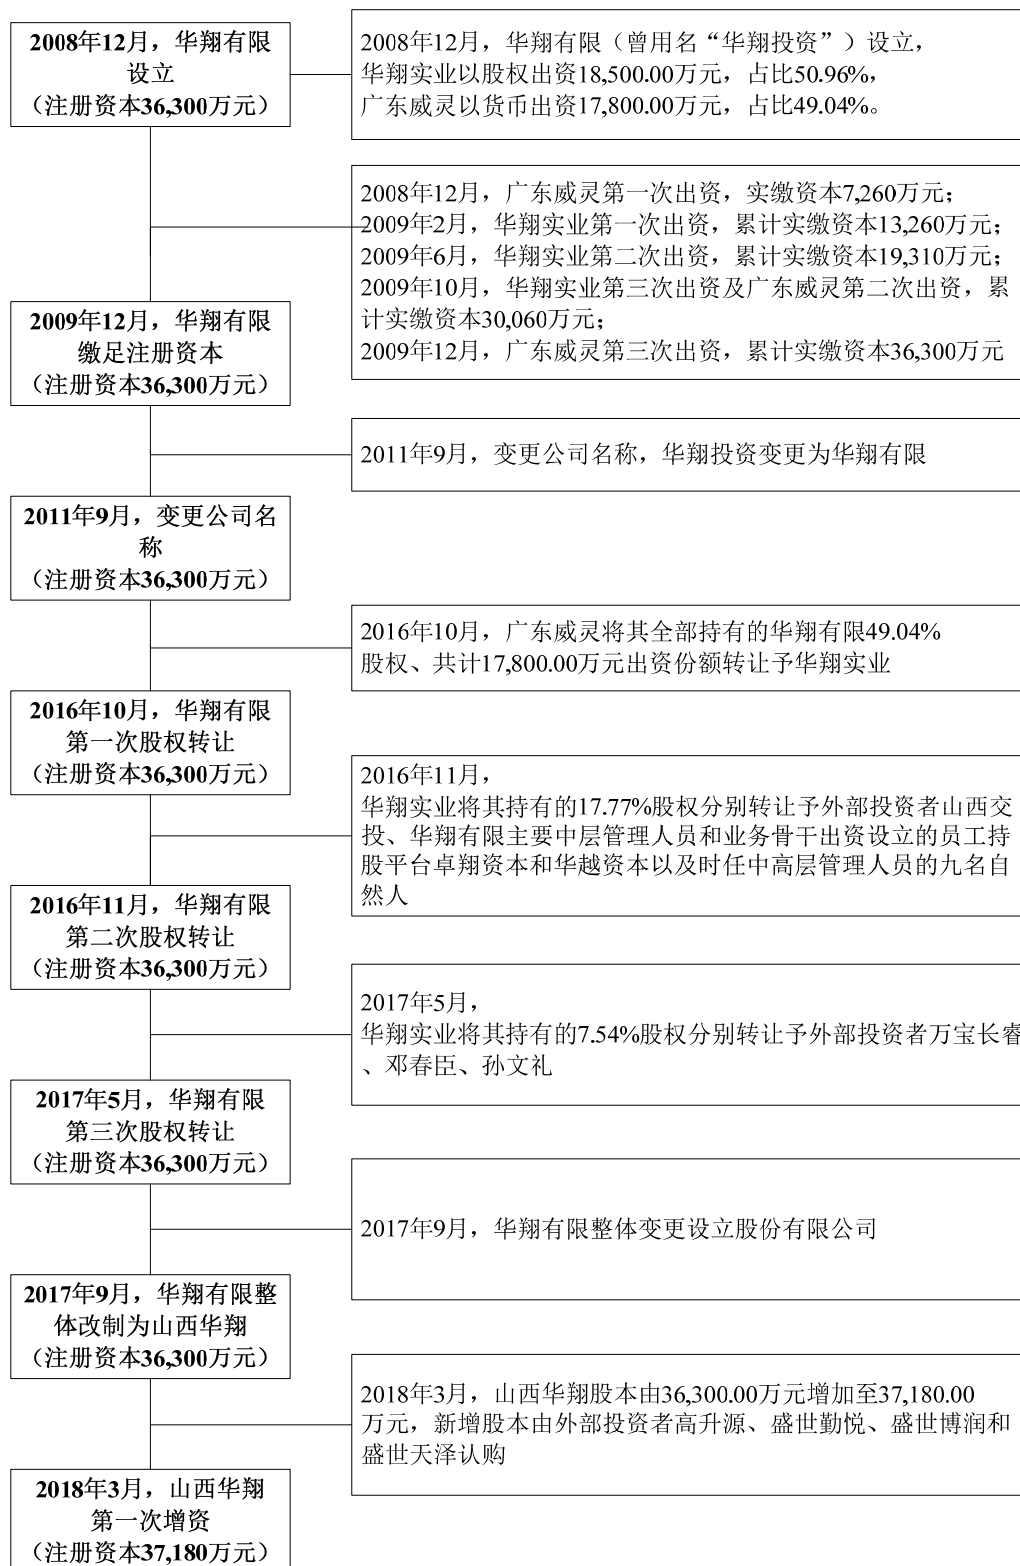 2008年12月，华翔有限
设立
（注册资本36,300万元）
2008年12月，华翔有限（曾用名“华翔投资”）设立，
华翔实业以股权出资18,500.00万元，占比50.96%，
广东威灵以货币出资17,800.00万元，占比49.04%。
2008年12月，广东威灵第一次出资，实缴资本7,260万元；
2009年2月，华翔实业第一次出资，累计实缴资本13,260万元；
2009年6月，华翔实业第二次出资，累计实缴资本19,310万元；
2009年10月，华翔实业第三次出资及广东威灵第二次出资，累
计实缴资本30,060万元；
2009年12月，广东威灵第三次出资，累计实缴资本36,300万元
2009年12月，华翔有限
缴足注册资本
（注册资本36,300万元）
2011年9月，变更公司名称，华翔投资变更为华翔有限
2011年9月，变更公司名
称
（注册资本36,300万元）
2016年10月，广东威灵将其全部持有的华翔有限49.04%
股权、共计17,800.00万元出资份额转让予华翔实业
2016年10月，华翔有限
第一次股权转让
（注册资本36,300万元）
2016年11月，
华翔实业将其持有的17.77%股权分别转让予外部投资者山西交
投、华翔有限主要中层管理人员和业务骨干出资设立的员工持
股平台卓翔资本和华越资本以及时任中高层管理人员的九名自
然人
2016年11月，华翔有限
第二次股权转让
（注册资本36,300万元）
2017年5月，
华翔实业将其持有的7.54%股权分别转让予外部投资者万宝长睿
、邓春臣、孙文礼
2017年5月，华翔有限
第三次股权转让
（注册资本36,300万元）
2017年9月，华翔有限整体变更设立股份有限公司
2017年9月，华翔有限整
体改制为山西华翔
（注册资本36,300万元）
2018年3月，山西华翔股本由36,300.00万元增加至37,180.00
万元，新增股本由外部投资者高升源、盛世勤悦、盛世博润和
盛世天泽认购
2018年3月，山西华翔
第一次增资
（注册资本37,180万元）